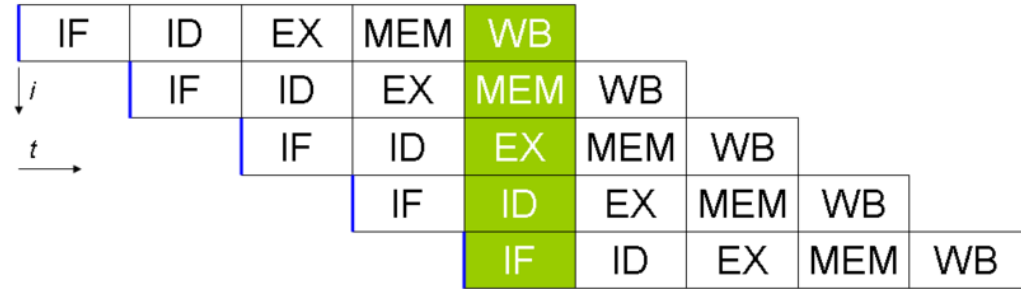 IF ID EX MEM WB
i IF ID EX MEM WB
t IF ID EX MEM WB
IF ID EX MEM WB
IF ID EX MEM WB